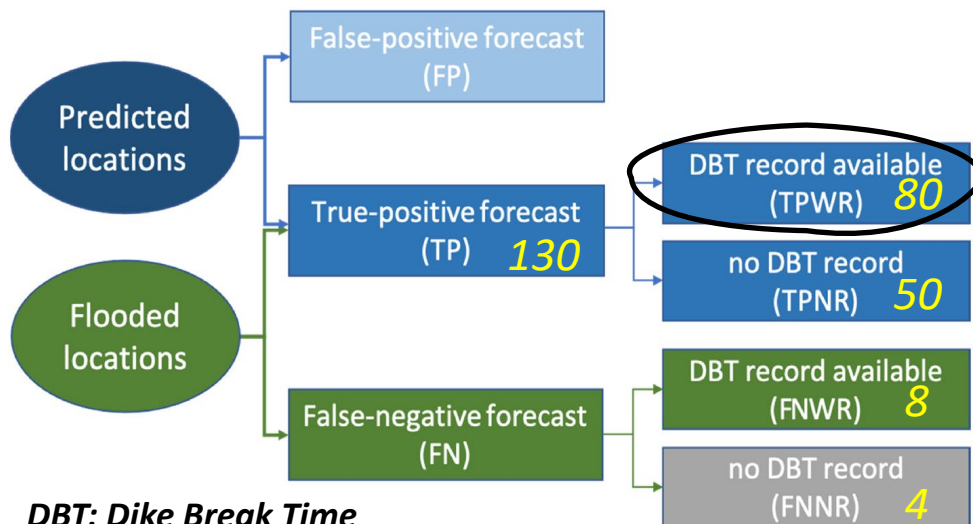 False-positive forecast
(FP)
Predicted
locations
DBT record available
(TPWR) 80
True-positive forecast
(TP) 130
no DBT record
(TPNR) 50
Flooded
locations
DBT record available
(FNWR) 8
False-negative forecast
(FN)
no DBT record
(FNNR) 4
DBT: Dike Break Time